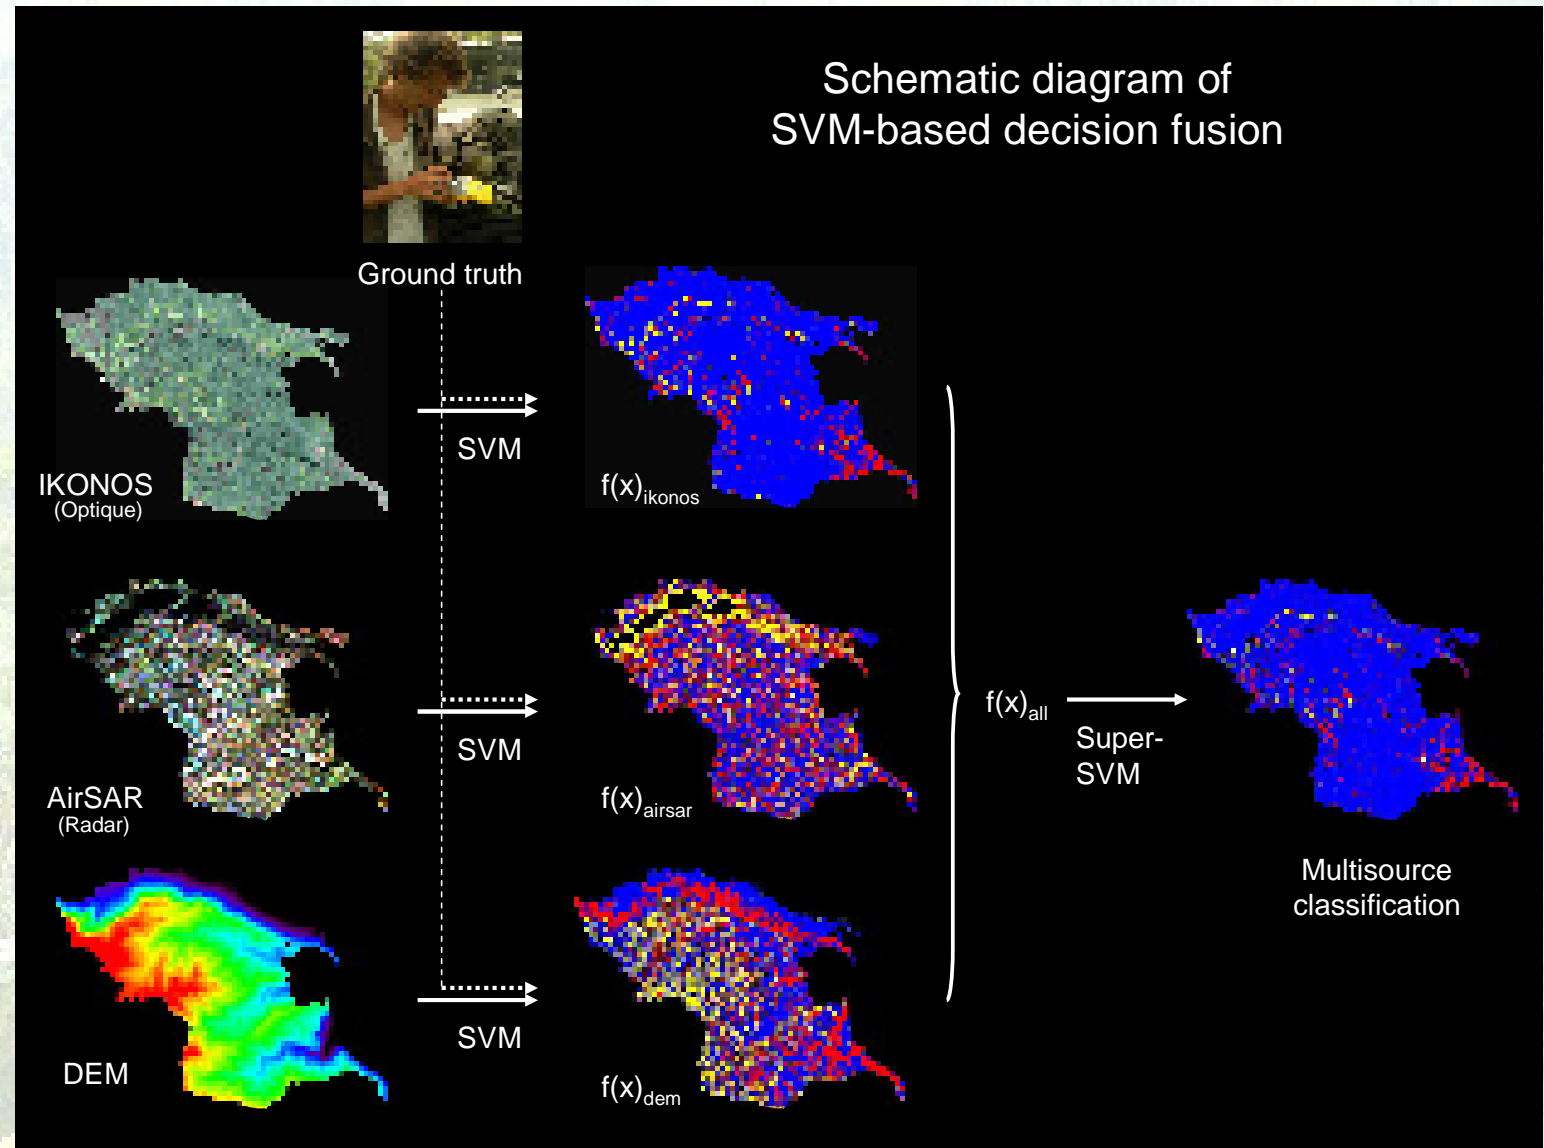 Schematic diagram of
SVM-based decision fusion
Ground truth
IKONOS
(Optique)
SVM
f(x)ikonos
AirSAR
(Radar)
SVM
f(x)airsar
f(x)all
Super-
SVM
Multisource
classification
DEM
SVM
f(x)dem